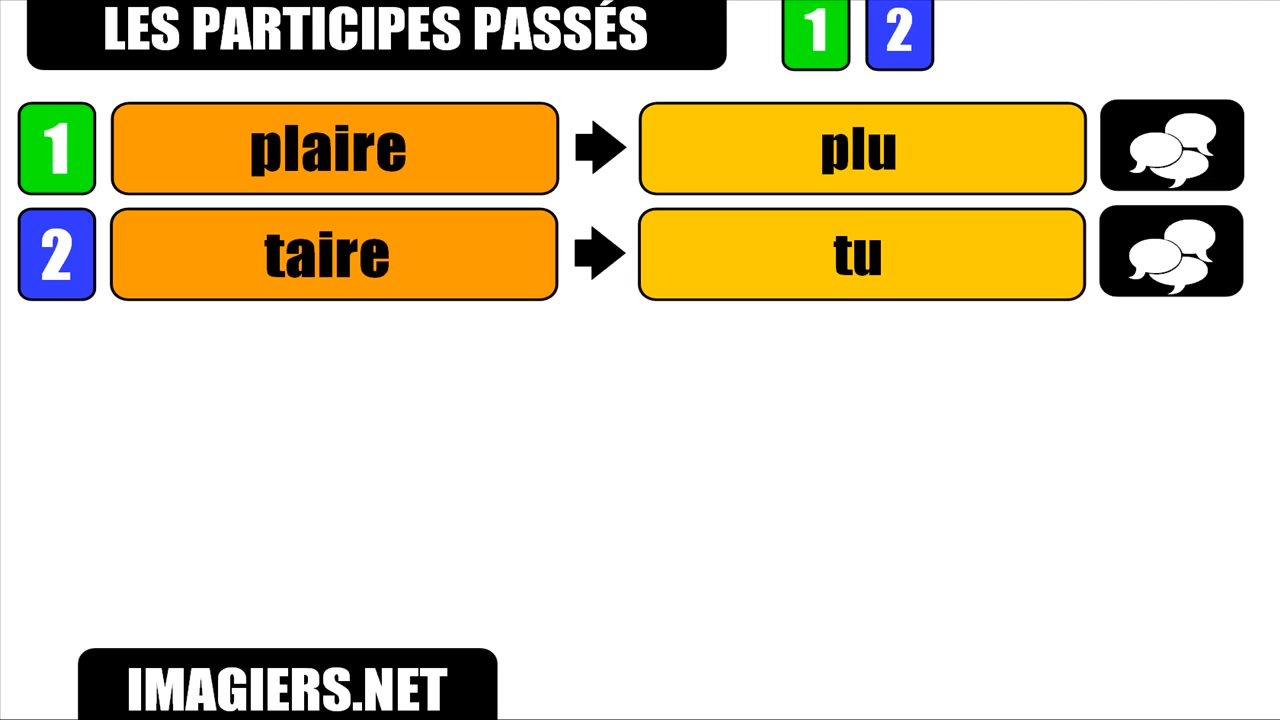 LES PARTICIPES PASSÉS 1 2
1 plaire plu
2 taire tu
IMAGIERS.NET